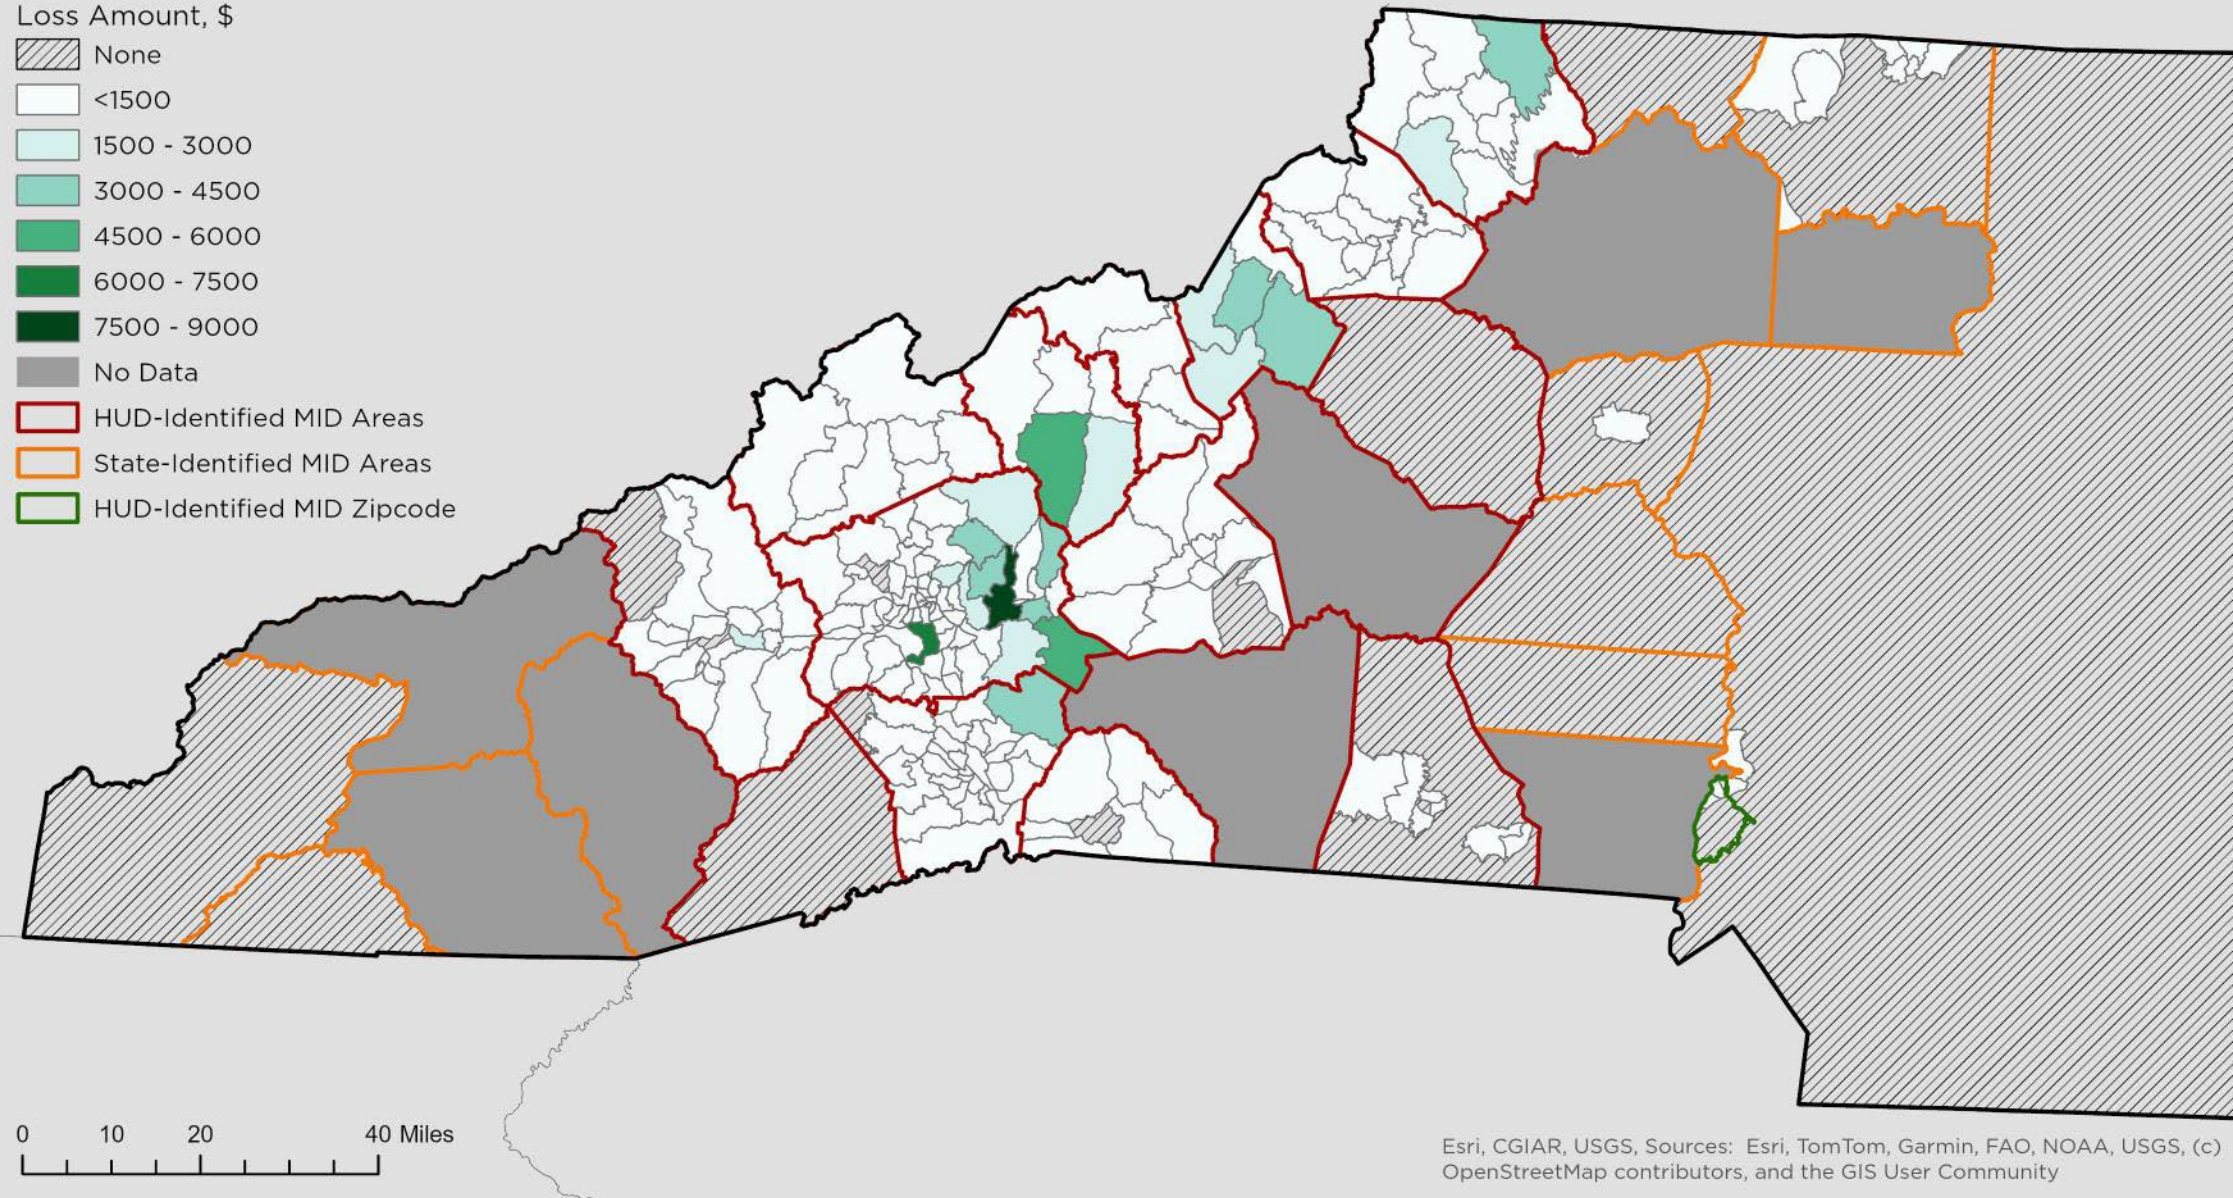 Loss Amount, $
None
<1500
1500 - 3000
3000 - 4500
4500 - 6000
6000 - 7500
7500 - 9000
No Data
HUD-Identified MID Areas
State-Identified MID Areas
HUD-Identified MID Zipcode
0 10 20 40 Miles
Esri, CGIAR, USGS, Sources: Esri, TomTom, Garmin, FAO, NOAA, USGS, (c)
OpenStreetMap contributors, and the GIS User Community